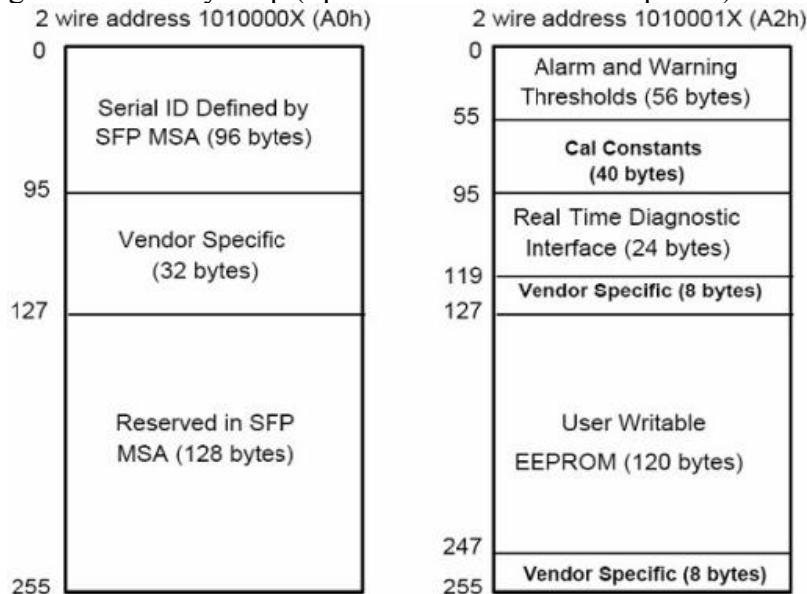 2 wire address 1010000X (A0h)
0
Serial ID Defined by
SFP MSA (96 bytes)
95
Vendor Specific
(32 bytes)
127
Reserved in SFP
MSA (128 bytes)
255
2 wire address 1010001X (A2h)
0
Alarm and Warning
Thresholds (56 bytes)
55
Cal Constants
(40 bytes)
95
Real Time Diagnostic
Interface (24 bytes)
119
Vendor Specific (8 bytes)
127
User Writable
EEPROM (120 bytes)
247
Vendor Specific (8 bytes)
255